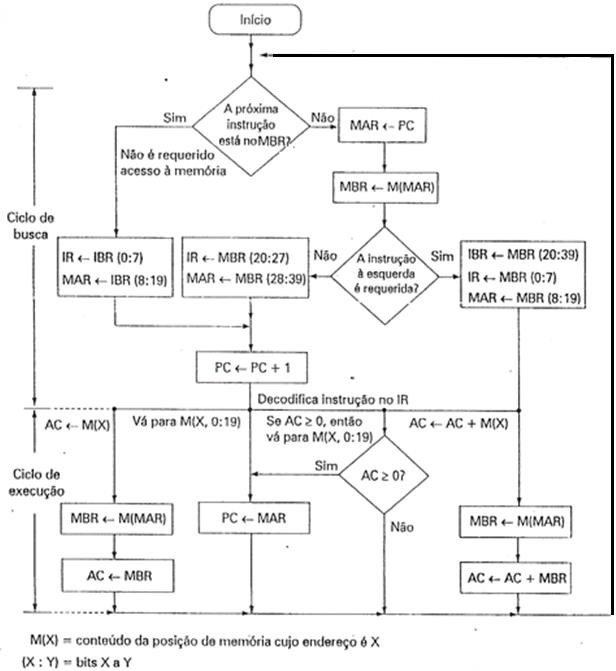 Início
A próxima
instrução
está no MBR?
Sim
Não
MAR ← PC
Não é requerido
acesso à memória
MBR ← M(MAR)
Ciclo de
busca
IR ← IBR (0:7)
MAR ← IBR (8:19)
IR ← MBR (20:27)
MAR ← MBR (28:39)
Não
A instrução
à esquerda
é requerida?
Sim
IBR ← MBR (20:39)
IR ← MBR (0:7)
MAR ← MBR (8:19)
PC ← PC + 1
Decodifica Instrução no IR
AC ← M(X)
Vá para M(X, 0:19)
Se AC ≥ 0, então
vá para M(X, 0:19)
AC ← AC + M(X)
Ciclo de
execução
Sim
AC ≥ 0?
Não
MBR ← M(MAR)
PC ← MAR
MBR ← M(MAR)
AC ← MBR
AC ← AC + MBR
M(X) = conteúdo da posição de memória cujo endereço é X
(X : Y) = bits X a Y